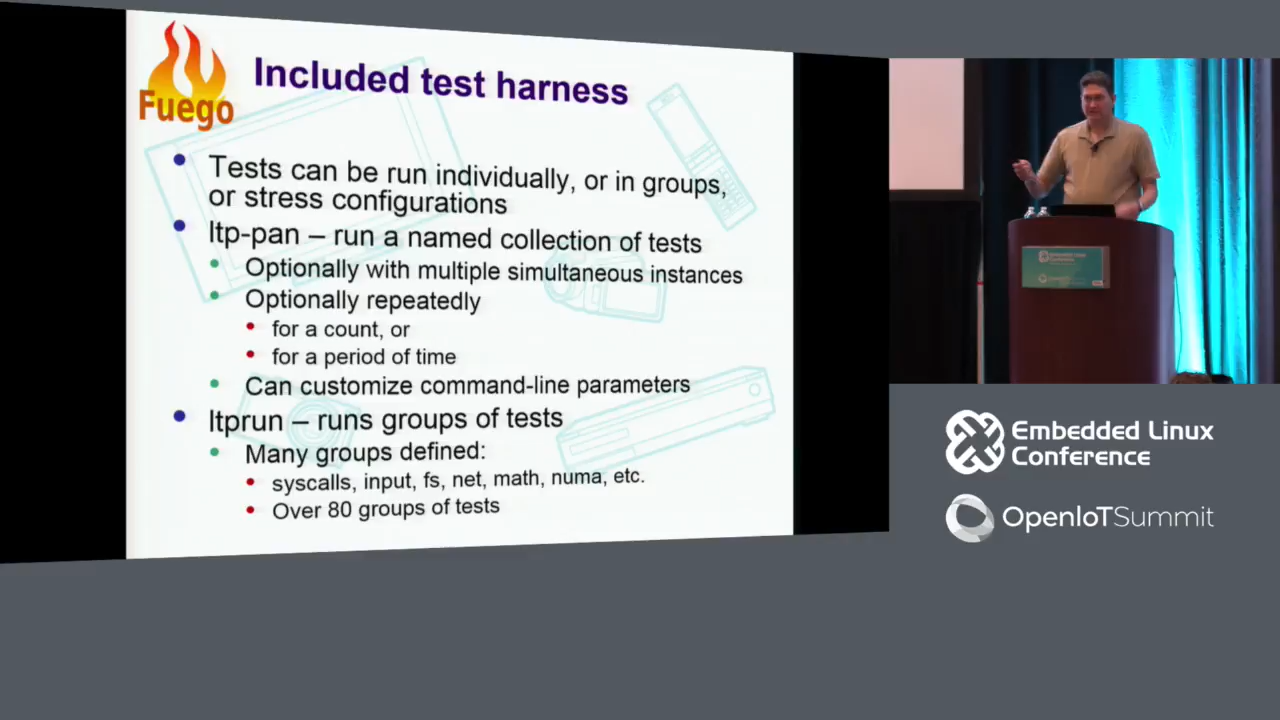 Fuego
Included test harness
Tests can be run individually, or in groups,
or stress configurations
ltp-pan – run a named collection of tests
Optionally with multiple simultaneous instances
Optionally repeatedly
for a count, or
for a period of time
Can customize command-line parameters
ltprun – runs groups of tests
Many groups defined:
syscalls, input, fs, net, math, numa, etc.
Over 80 groups of tests
Embedded Linux
Conference
OpenIoTSummit